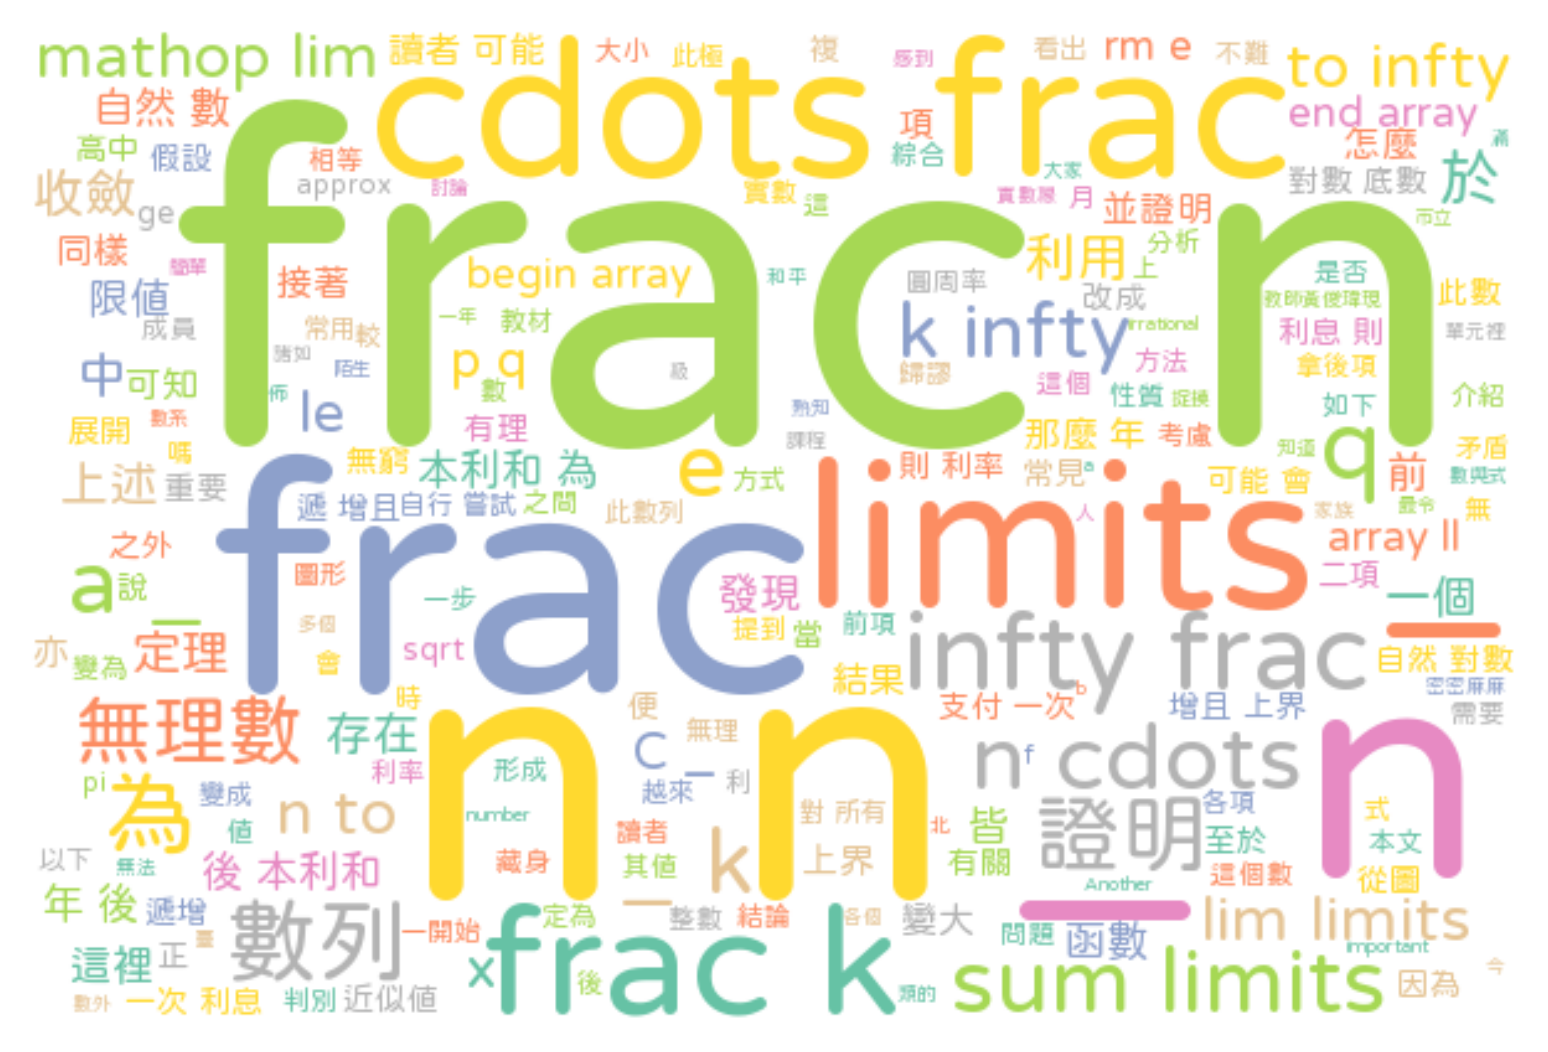 mathop lim
讀者 可能
大小
此極
複
感到
看出
rm e
不難
to infty
cdots frac
自然 數
end array
項
怎麼
高中
假設
相等
綜合
大家
於
收斂
approx
討論
實數
這
月
並證明
對數 底數
ge
frac n
市立
同樣
簡單
接著
begin array
和平
圓周率
利用
分析
上
是否
限值
改成
此數
成員
常用
較
一年
教材
k infty
irrational
利息 則
單元裡
諸如
陌生
p q
級
歸謬
方法
拿後項
中
可知
數
這個
性質
如下
介紹
le
熟知
展開
數系
有理
課程
那麼 年
考慮
知道
q
矛盾
嗎
無窮
本利和 為
e
方式
則 利率
常見
可能 會
前
數與式
上述
重要
遞 增且
自行 嘗試
之間
此數列
limits
人
家族
無
之外
frac
array ll
a
說
圖形
一步
發現
二項
一個
_
多個
提到
當
前項
infty frac
亦
變為
定理
會
sqrt
結果
自然 對數
時
支付 一次
b
增且 上界
密密麻麻
無理數
存在
n n
便
無理
需要
利率
形成
c _
n cdots
f
n
pi
為
變成
越來
利
n to
number
對 所有
證明
各項
式
值
讀者
北
皆
至於
本文
以下
無法
後 本利和
藏身
其值
k
上界
有關
Another
這個數
從圖
年 後
遞增
數列
一開始
定為
整數
結論
各個
變大
問題
函數
lim limits
這裡
正
臺
x
frac k
important
數外
一次 利息
判別
近似值
後
類的
sum limits
因為
今